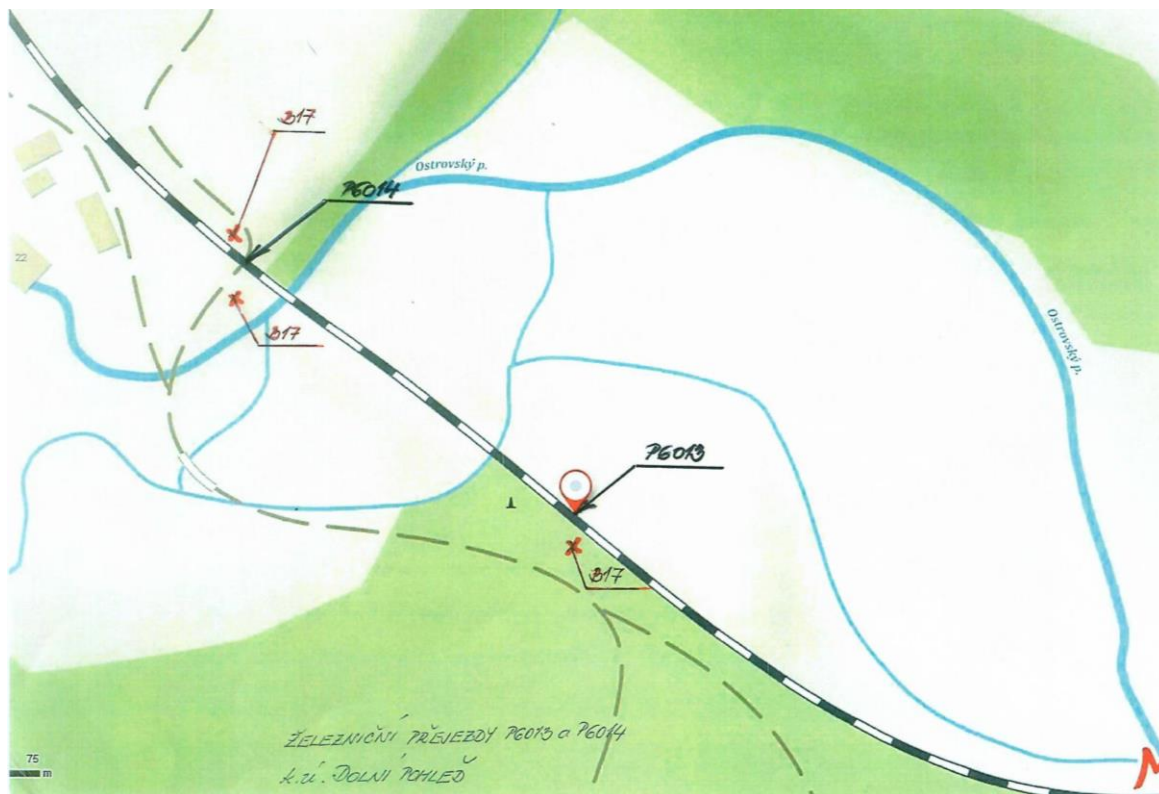 B17
Ostrovský p.
P6014
22
B17
Ostrovský p.
P6013
B17
ŽELEZNIČNÍ PŘEJEZDY P6013 a P6014
k.ú. DOLNÍ POHLEĎ
75
m